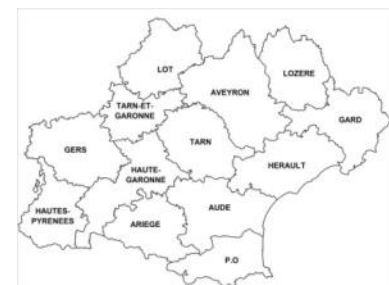 LOT
LOZERE
AVEYRON
TARN-ET-
GARONNE
GARD
TARN
GERS
HERAULT
HAUTE-
GARONNE
AUDE
HAUTES-
PYRENEES
ARIEGE
P.O